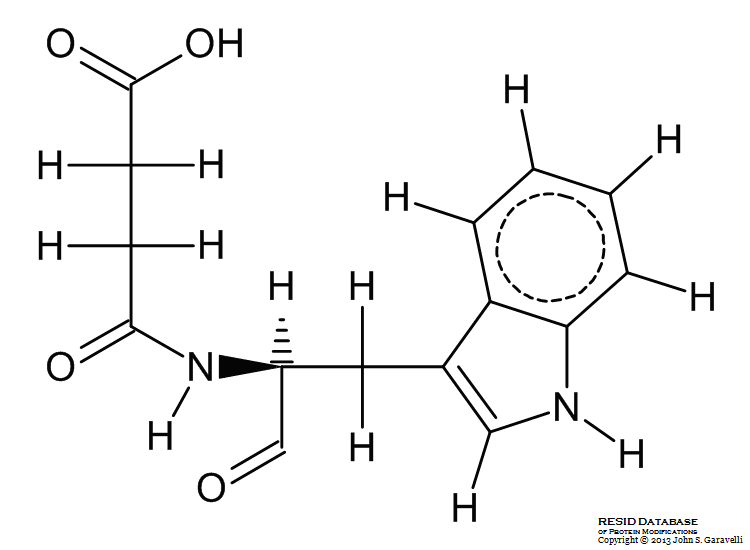 O OH
H
H
H H
H
H H
H H
H
O N
H H
N
O H
H
RESID DATABASE
OF PROTEIN MODIFICATIONS
Copyright © 2013 John S. Garavelli